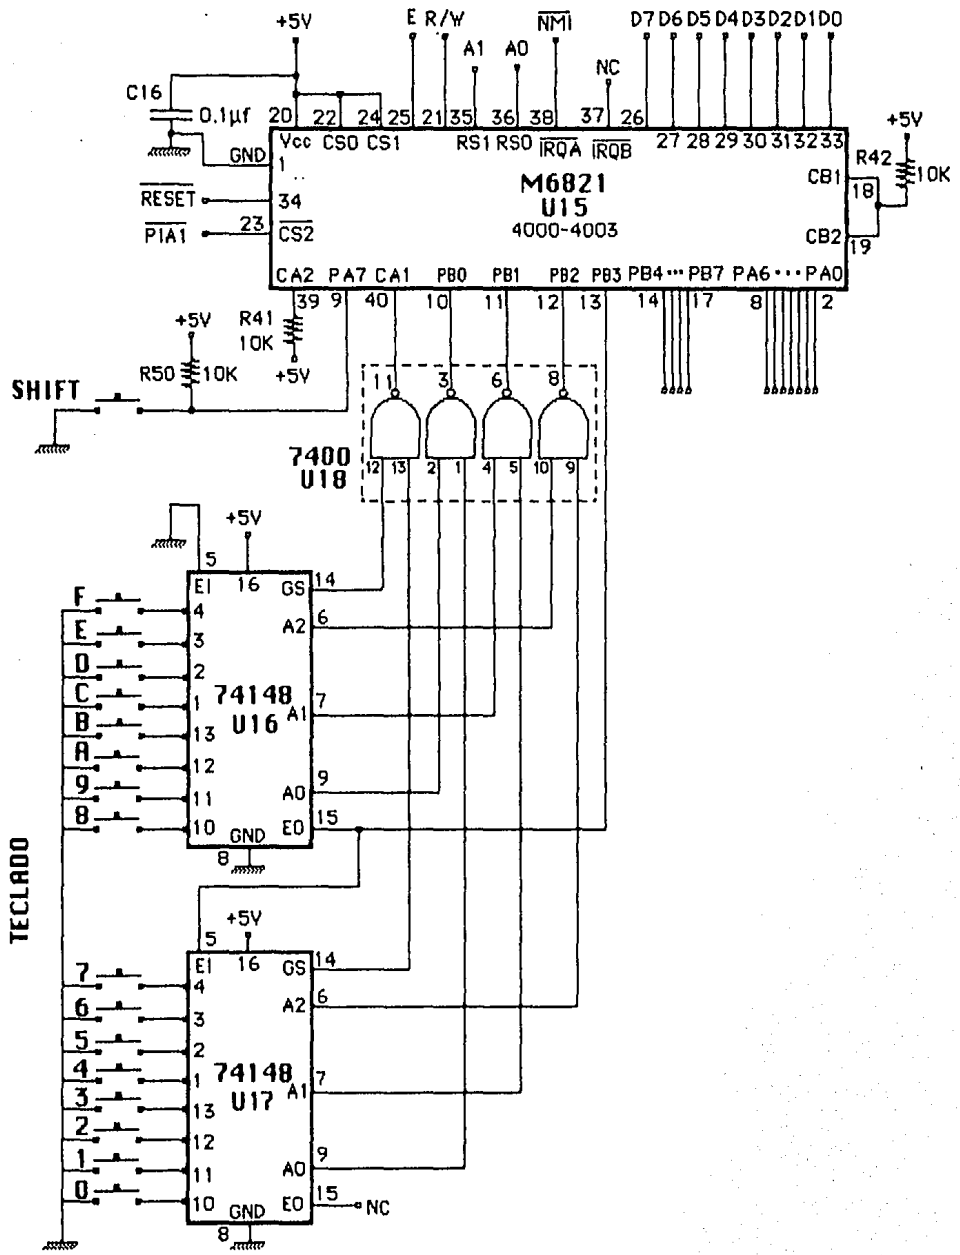 +5V E R/W A1 A0 NMI NC D7 D6 D5 D4 D3 D2 D1 D0
C16 0.1µf
20 22 24 25 21 35 36 38 37 26 27 28 29 30 31 32 33
Vcc CS0 CS1 RS1 RS0 IRQA IRQB
+5V
R42 10K
GND 1
RESET 34
PIA1 23 CS2
M6821
U15
4000-4003
CB1 18
CB2 19
CA2 PA7 CA1 PB0 PB1 PB2 PB3 PB4 ... PB7 PA6 .... PA0
39 9 40 10 11 12 13 14 17 8 2
+5V
R41
10K
+5V
R50 10K
SHIFT
11 3 6 8
7400
U18
12 13 2 1 4 5 10 9
+5V
5 16
EI GS 14
F 4
A2 6
E 3
D 2
C 1
74148
U16
A1 7
B 13
A 12
9 11
A0 9
8 10
EO 15
GND
8
TECLADO
+5V
5 16
EI GS 14
7 4
A2 6
6 3
5 2
4 1
74148
U17
A1 7
3 13
2 12
1 11
A0 9
0 10
EO 15 NC
GND
8